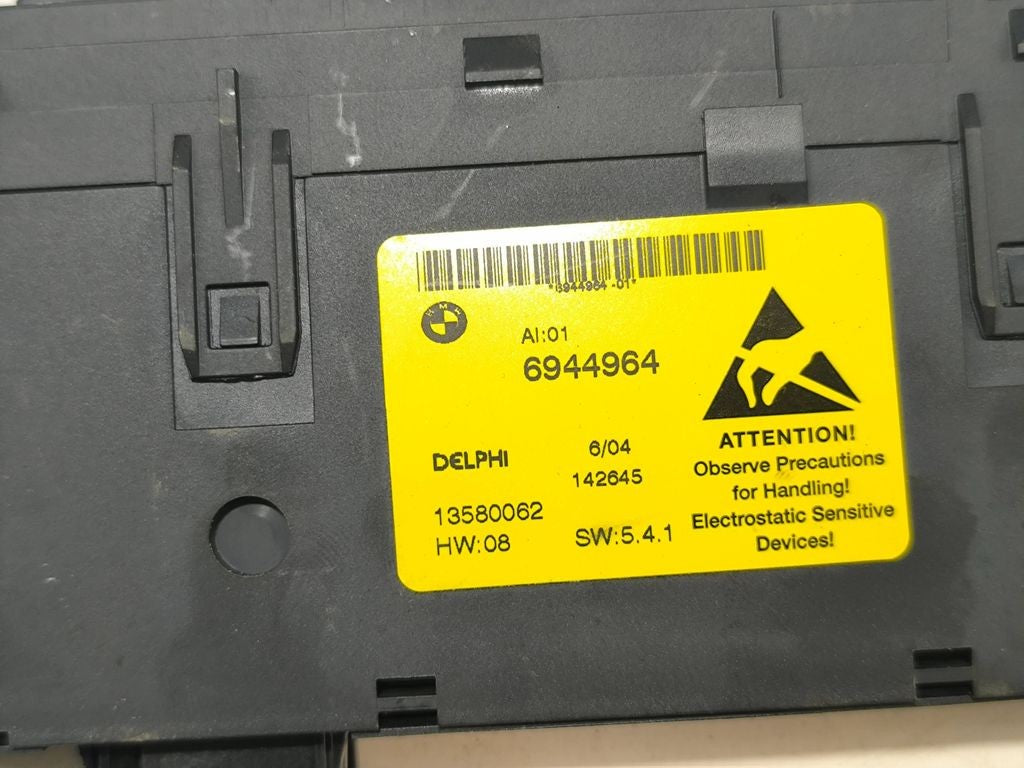 *6944964-01*
BMW
AI:01
6944964
DELPHI
6/04
142645
13580062
HW:08
SW:5.4.1
ATTENTION!
Observe Precautions
for Handling!
Electrostatic Sensitive
Devices!